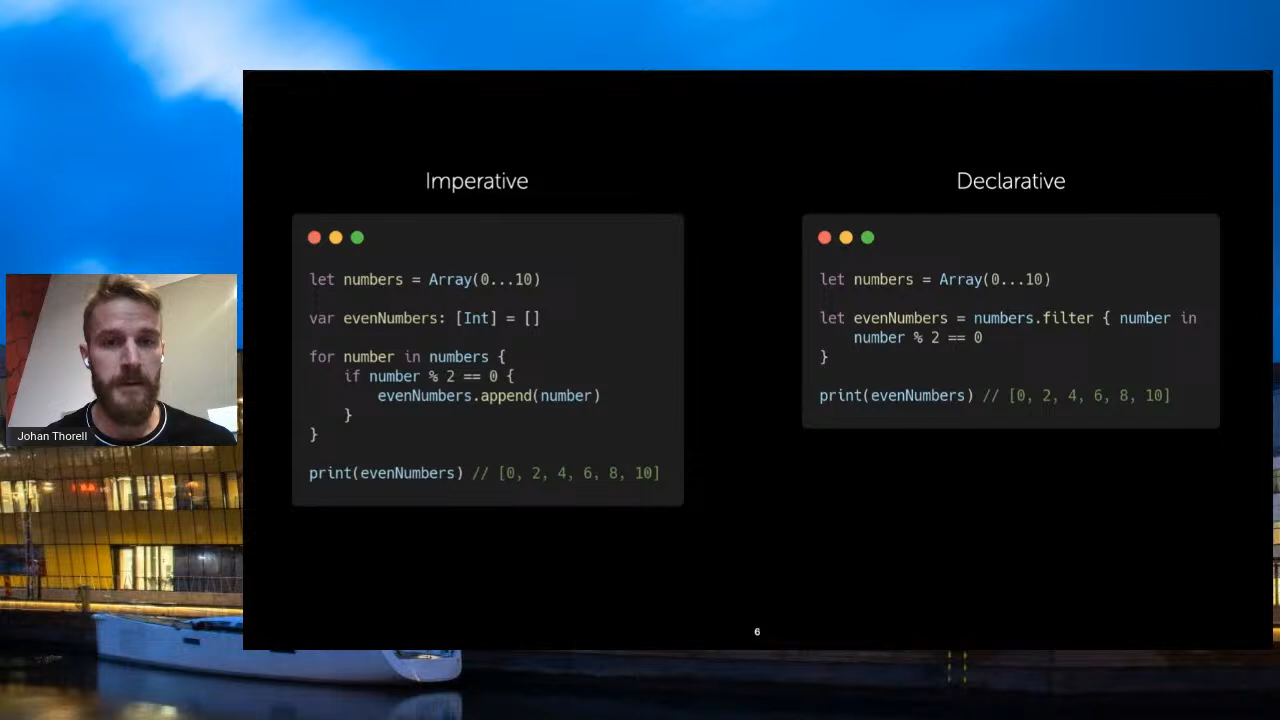 Imperative
let numbers = Array(0...10)
var evenNumbers: [Int] = []
for number in numbers {
    if number % 2 == 0 {
        evenNumbers.append(number)
    }
}
print(evenNumbers) // [0, 2, 4, 6, 8, 10]
Declarative
let numbers = Array(0...10)
let evenNumbers = numbers.filter { number in
    number % 2 == 0
}
print(evenNumbers) // [0, 2, 4, 6, 8, 10]
Johan Thorell
6